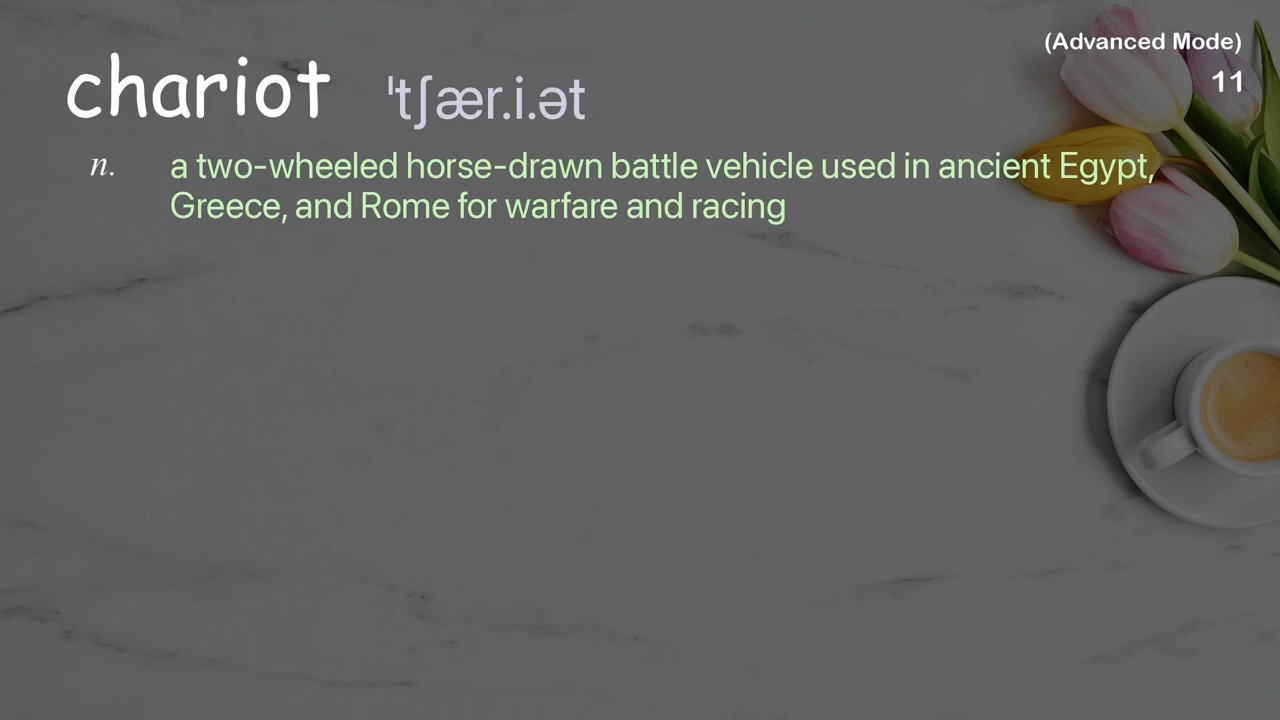 (Advanced Mode)
11
chariot ˈtʃær.i.ət
n. a two-wheeled horse-drawn battle vehicle used in ancient Egypt,
Greece, and Rome for warfare and racing